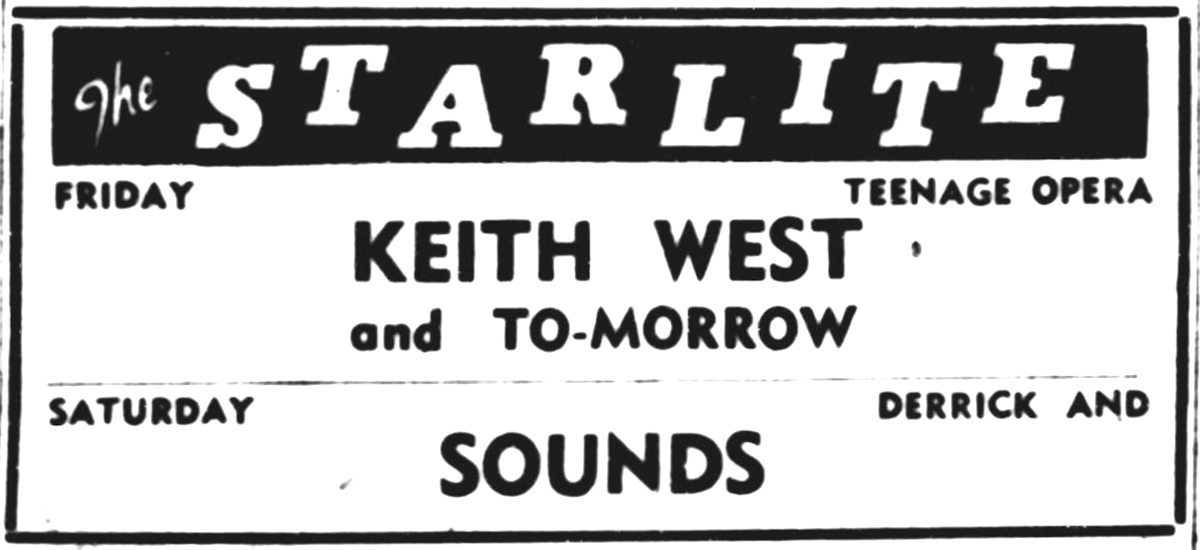 The STARLITE
FRIDAY TEENAGE OPERA
KEITH WEST
and TO-MORROW
SATURDAY DERRICK AND
SOUNDS